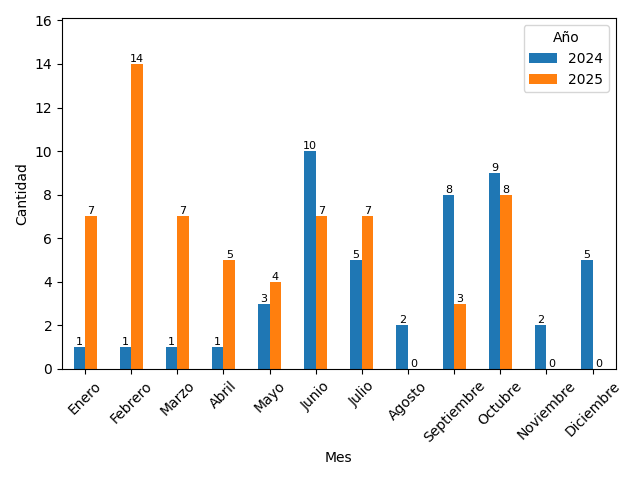 16
14
12
10
8
6
4
2
0
Cantidad
Año
2024
2025
1 7
1 14
1 7
1 5
3 4
10 7
5 7
2 0
8 3
9 8
2 0
5 0
Enero
Febrero
Marzo
Abril
Mayo
Junio
Julio
Agosto
Septiembre
Octubre
Noviembre
Diciembre
Mes